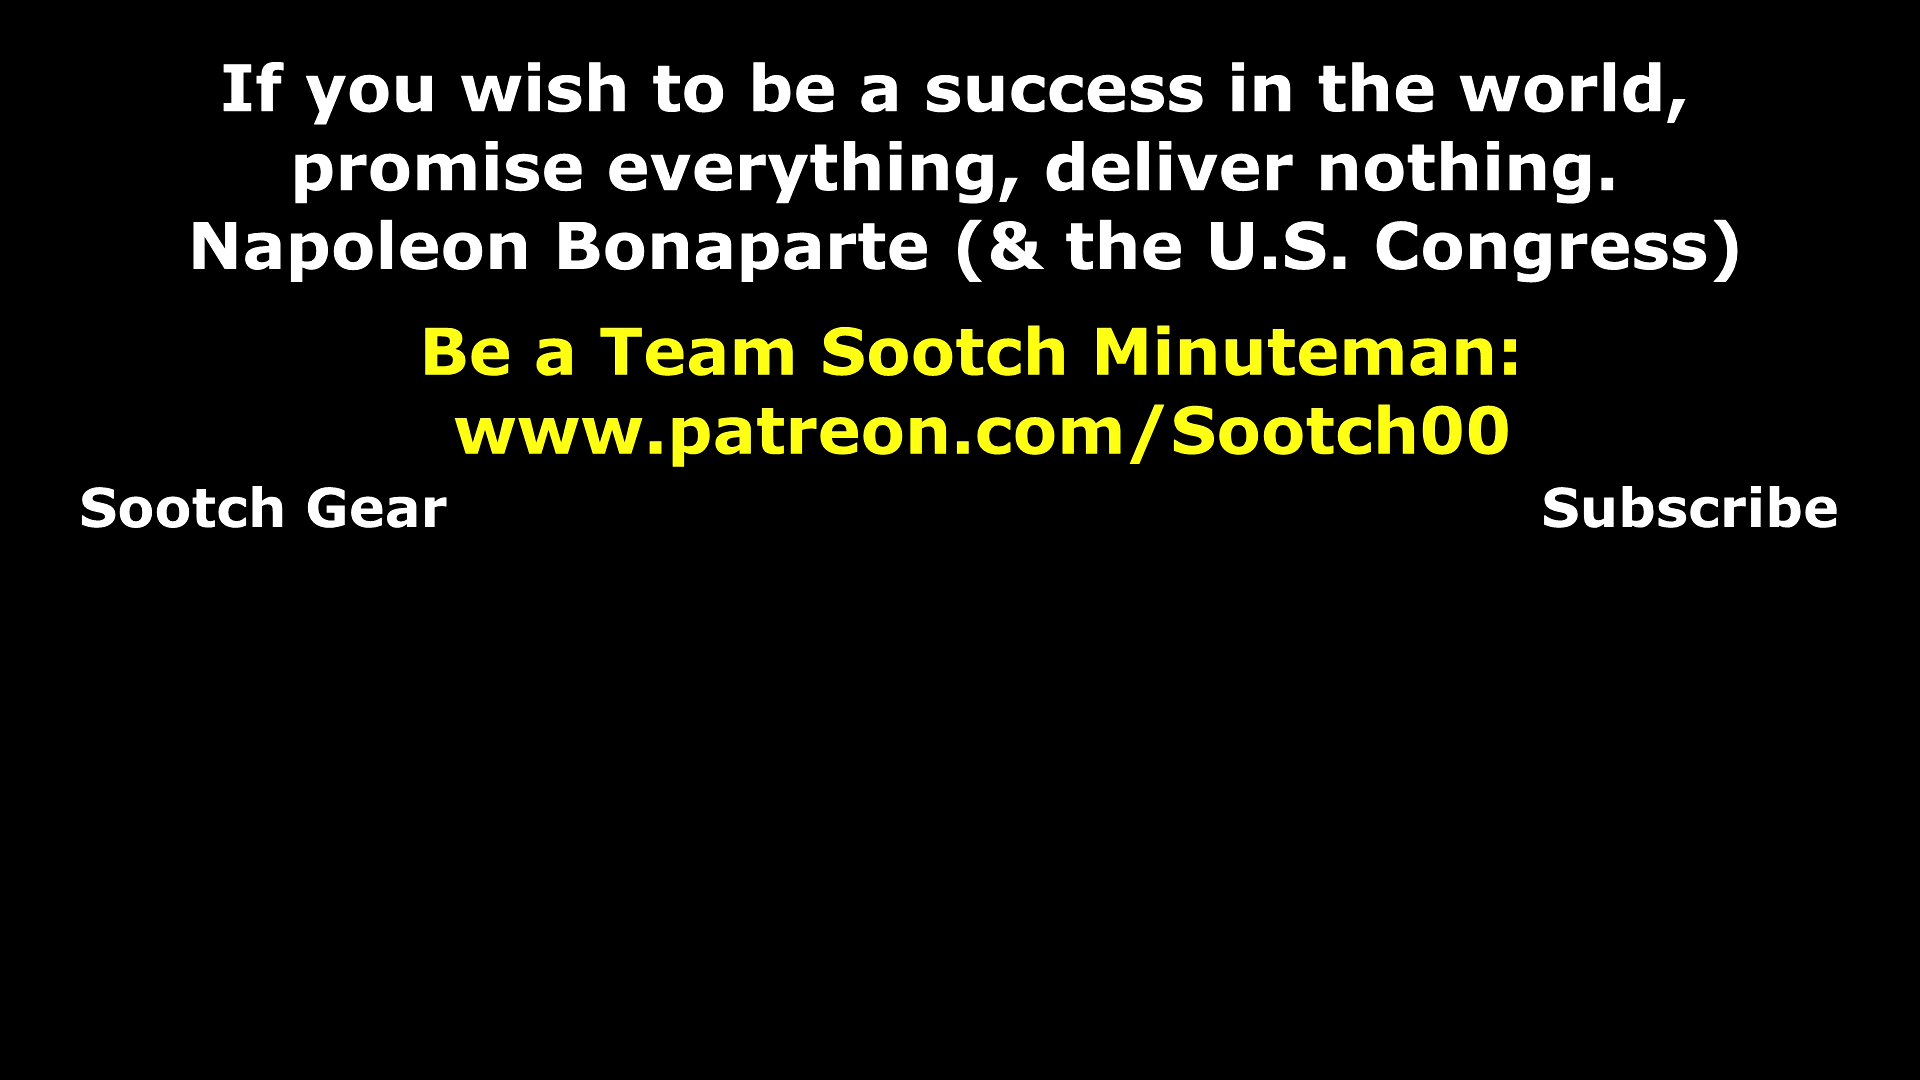 If you wish to be a success in the world,
promise everything, deliver nothing.
Napoleon Bonaparte (& the U.S. Congress)
Be a Team Sootch Minuteman:
www.patreon.com/Sootch00
Sootch Gear
Subscribe